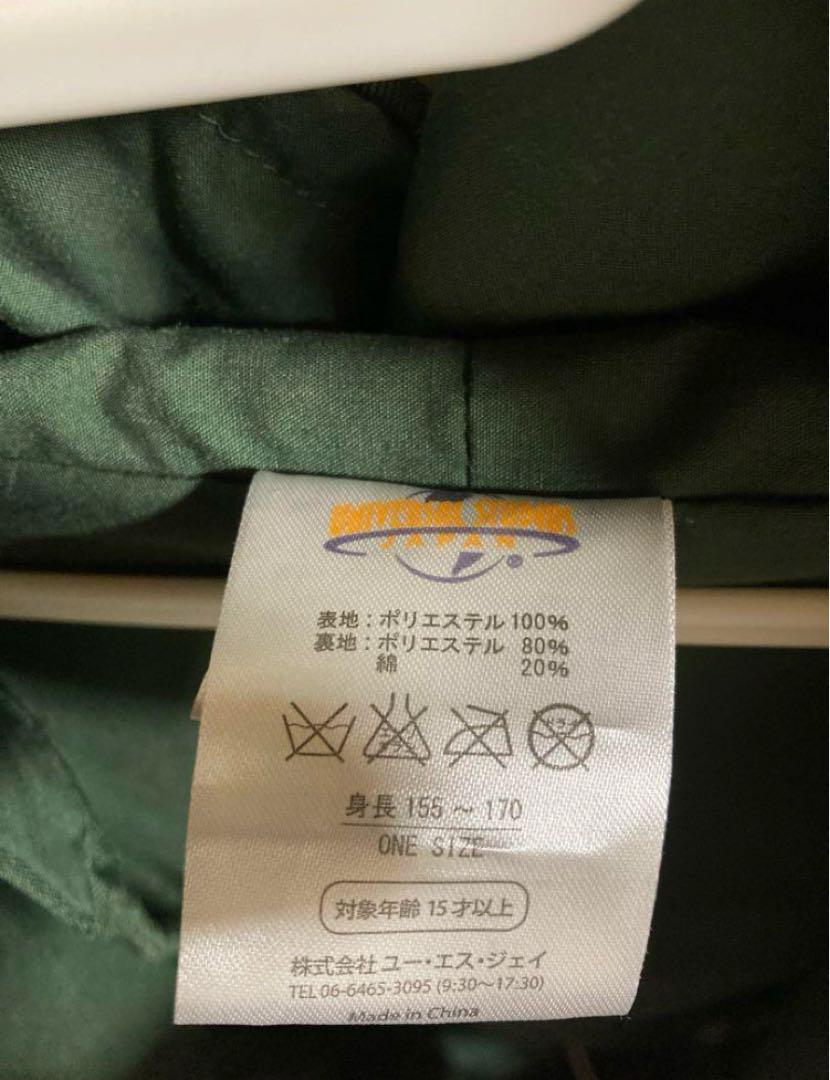 UNIVERSAL STUDIOS
JAPAN
®
表地：ポリエステル 100%
裏地：ポリエステル 80%
綿 20%
ドライ
身長 155 ～ 170
ONE SIZE
対象年齢 15才以上
株式会社 ユー・エス・ジェイ
TEL 06-6465-3095 (9:30～17:30)
Made in China